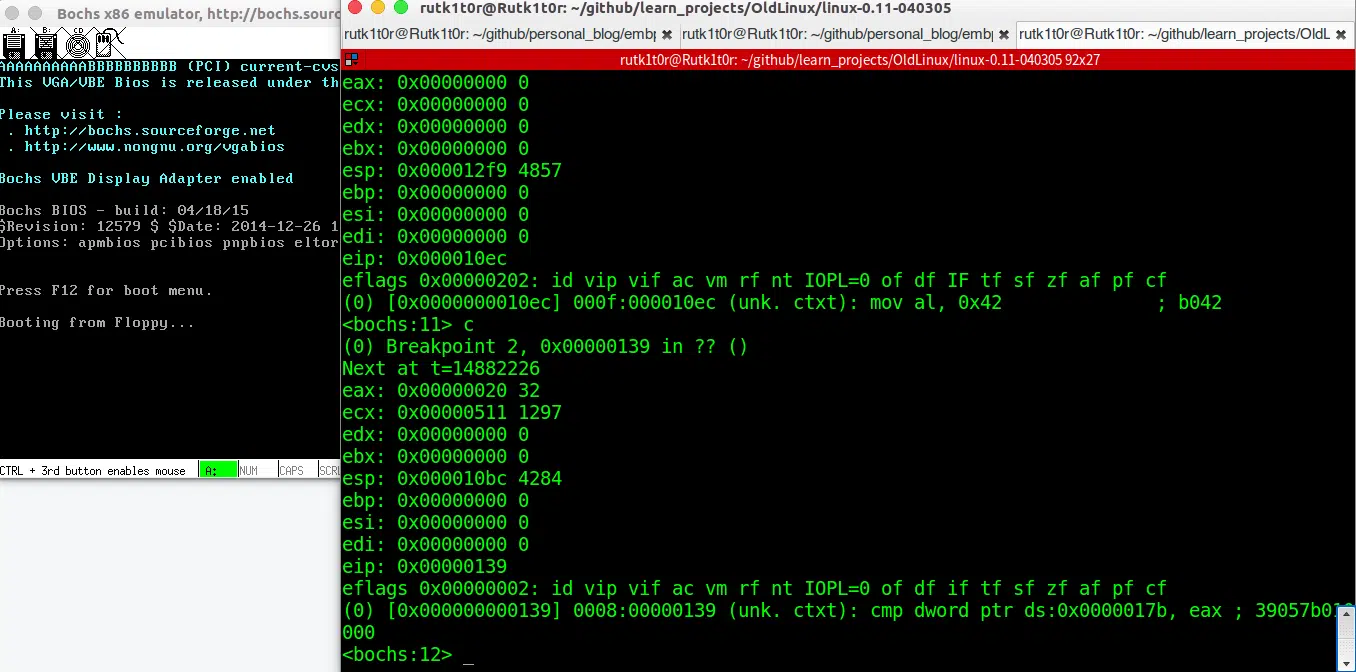 Bochs x86 emulator, http://bochs.sourc
A: B: CD
AAAAAAAAAABBBBBBBBBB (PCI) current-cvs
This VGA/VBE Bios is released under th
Please visit :
. http://bochs.sourceforge.net
. http://www.nongnu.org/vgabios
Bochs VBE Display Adapter enabled
Bochs BIOS - build: 04/18/15
$Revision: 12579 $ $Date: 2014-12-26 1
Options: apmbios pcibios pnpbios eltor
Press F12 for boot menu.
Booting from Floppy...
CTRL + 3rd button enables mouse A: NUM CAPS SCRL
rutk1t0r@Rutk1t0r: ~/github/learn_projects/OldLinux/linux-0.11-040305
rutk1t0r@Rutk1t0r: ~/github/personal_blog/emb × rutk1t0r@Rutk1t0r: ~/github/personal_blog/emb × rutk1t0r@Rutk1t0r: ~/github/learn_projects/OldL ×
rutk1t0r@Rutk1t0r: ~/github/learn_projects/OldLinux/linux-0.11-040305 92x27
eax: 0x00000000 0
ecx: 0x00000000 0
edx: 0x00000000 0
ebx: 0x00000000 0
esp: 0x000012f9 4857
ebp: 0x00000000 0
esi: 0x00000000 0
edi: 0x00000000 0
eip: 0x000010ec
eflags 0x00000202: id vip vif ac vm rf nt IOPL=0 of df IF tf sf zf af pf cf
(0) [0x0000000010ec] 000f:000010ec (unk. ctxt): mov al, 0x42 ; b042
<bochs:11> c
(0) Breakpoint 2, 0x00000139 in ?? ()
Next at t=14882226
eax: 0x00000020 32
ecx: 0x00000511 1297
edx: 0x00000000 0
ebx: 0x00000000 0
esp: 0x000010bc 4284
ebp: 0x00000000 0
esi: 0x00000000 0
edi: 0x00000000 0
eip: 0x00000139
eflags 0x00000002: id vip vif ac vm rf nt IOPL=0 of df if tf sf zf af pf cf
(0) [0x000000000139] 0008:00000139 (unk. ctxt): cmp dword ptr ds:0x0000017b, eax ; 39057b010
000
<bochs:12> _